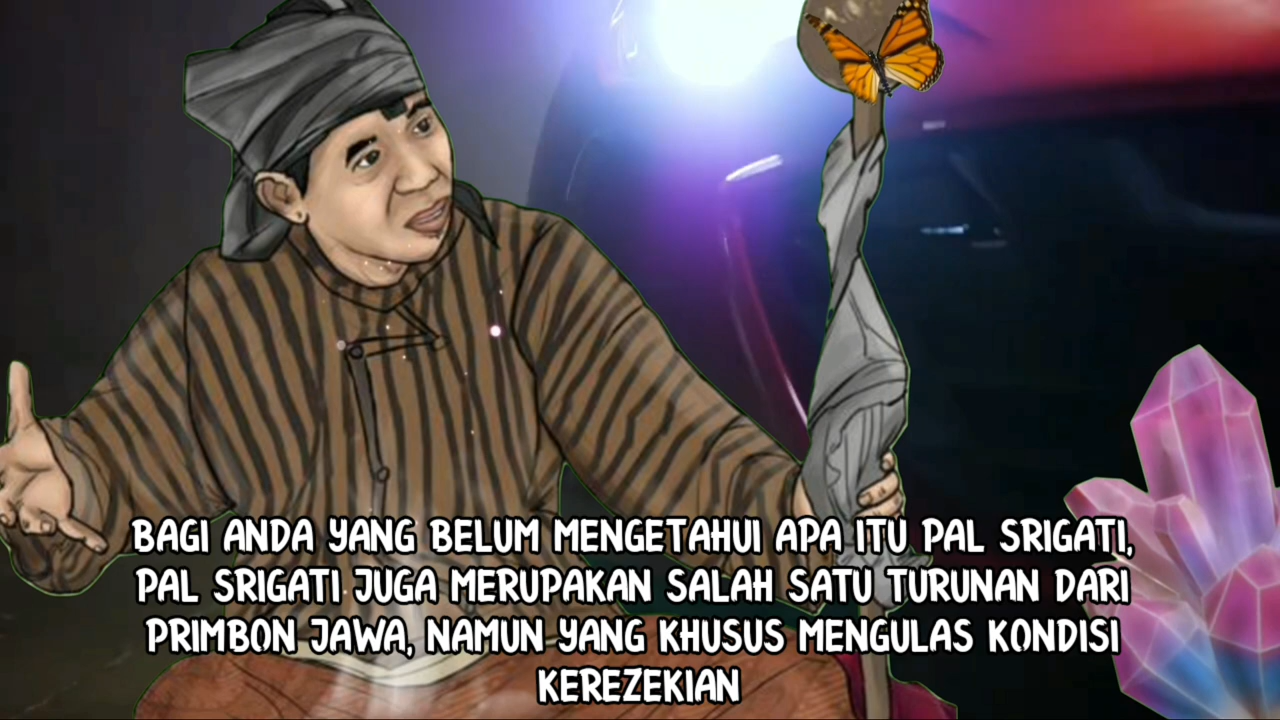 BAGI ANDA YANG BELUM MENGETAHUI APA ITU PAL SRIGATI,
PAL SRIGATI JUGA MERUPAKAN SALAH SATU TURUNAN DARI
PRIMBON JAWA, NAMUN YANG KHUSUS MENGULAS KONDISI
KEREZEKIAN